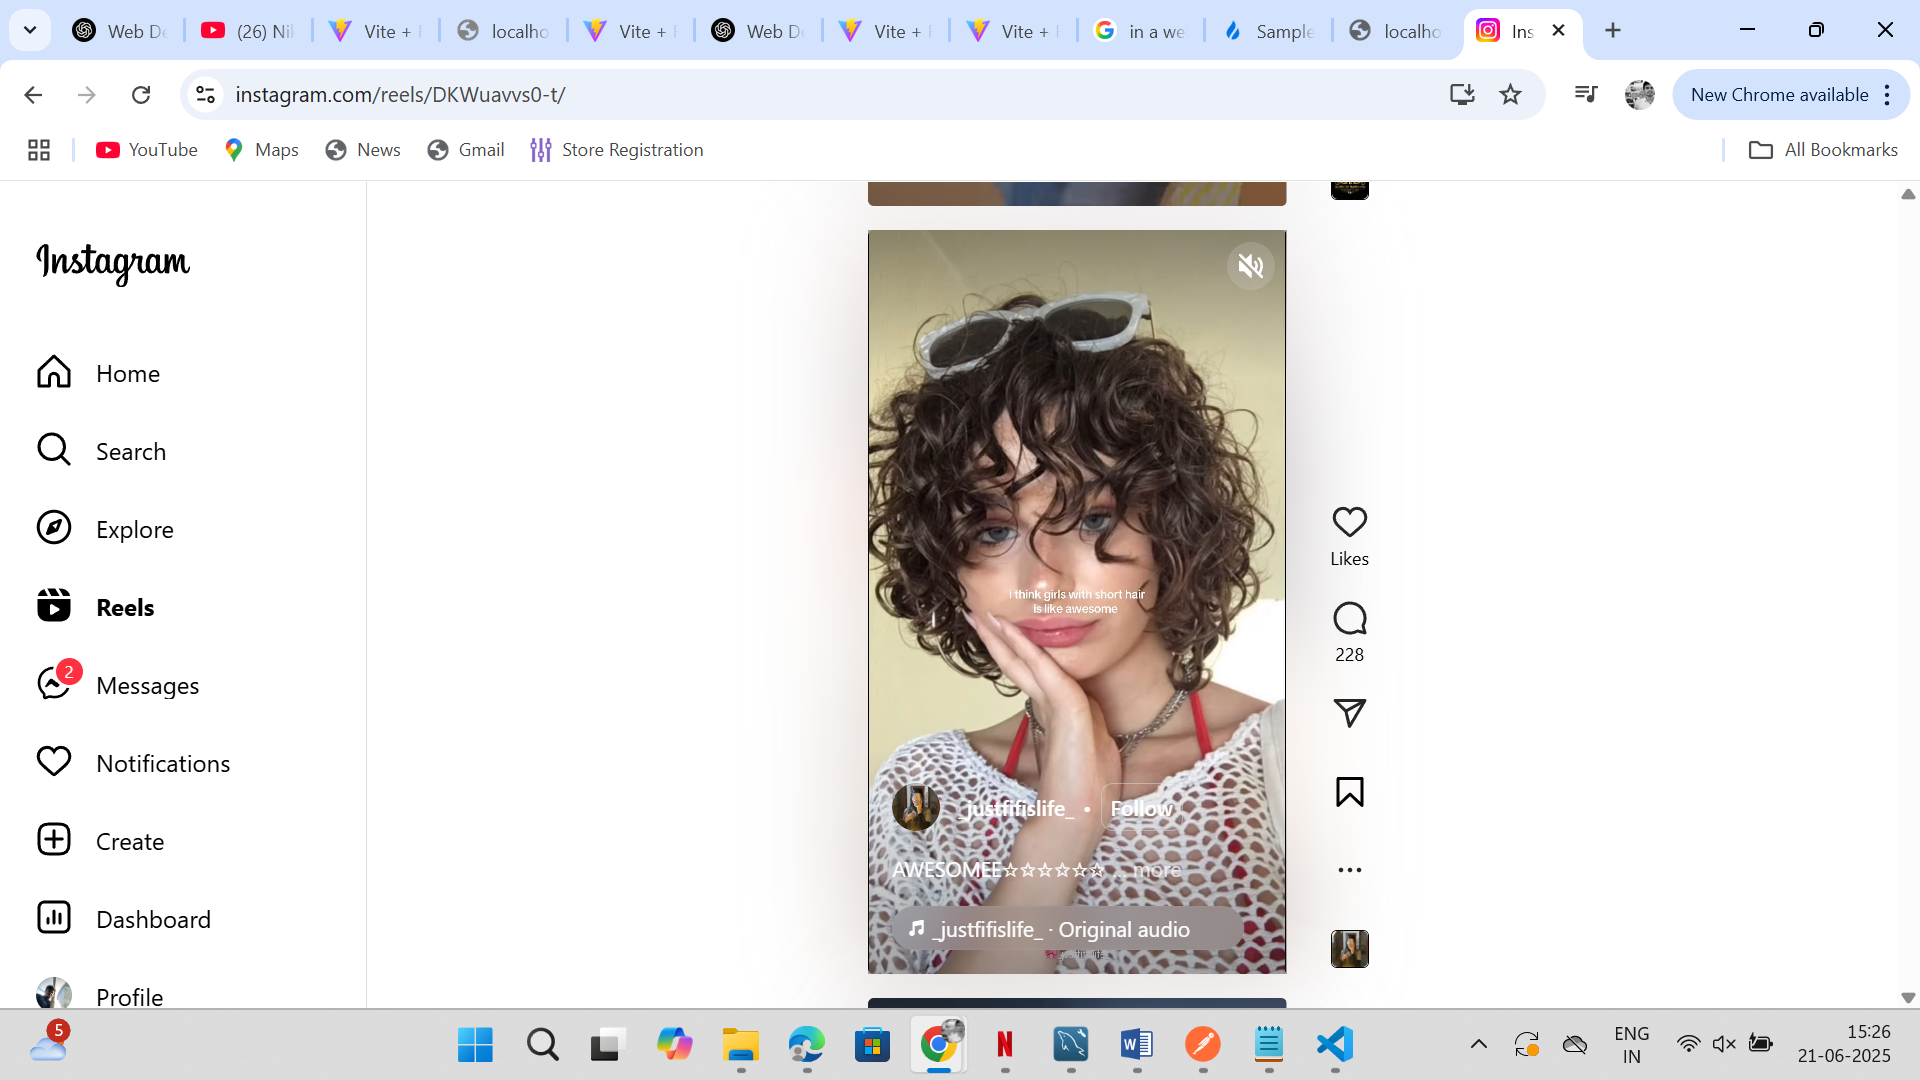 Web De
(26) Nik
Vite +
localho
Vite +
Web De
Vite +
Vite +
in a we
Sample
localho
Ins
instagram.com/reels/DKWuavvs0-t/
New Chrome available
YouTube
Maps
News
Gmail
Store Registration
All Bookmarks
Instagram
Home
Search
Explore
Reels
2
Messages
Notifications
Create
Dashboard
Profile
i think girls with short hair
is like awesome
_justfifislife_ • Follow
AWESOMEE☆☆☆☆☆☆ ... more
_justfifislife_ · Original audio
Likes
228
5
ENG
IN
15:26
21-06-2025